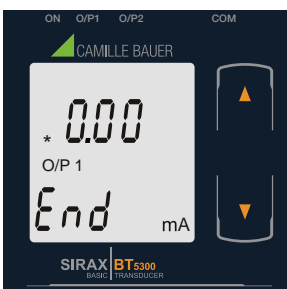 ON O/P1 O/P2 COM
CAMILLE BAUER
* 0.00
O/P 1
End mA
SIRAX BT5300
BASIC TRANSDUCER